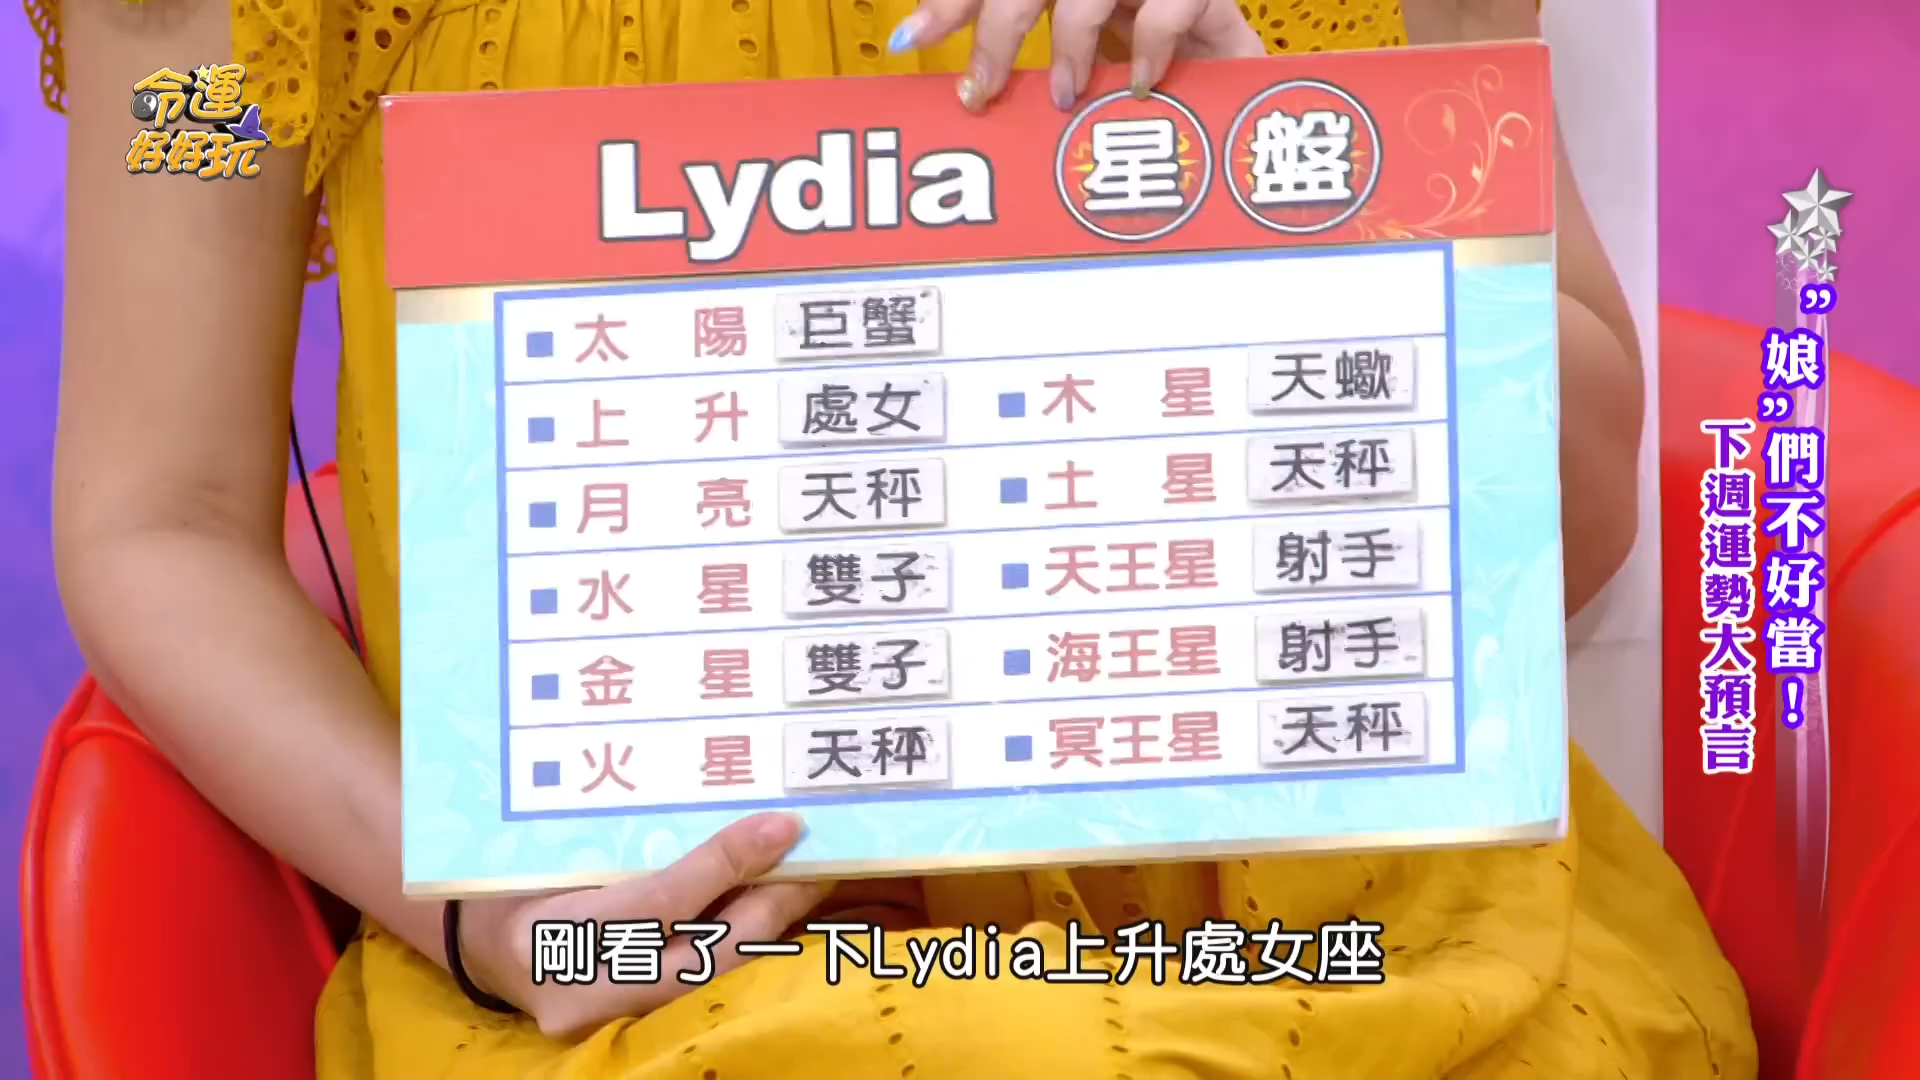 命運
好好玩
Lydia 星盤
太陽 巨蟹
上升 處女
月亮 天秤
水星 雙子
金星 雙子
火星 天秤
木星 天蠍
土星 天秤
天王星 射手
海王星 射手
冥王星 天秤
”娘”們不好當!
下週運勢大預言
剛看了一下Lydia上升處女座